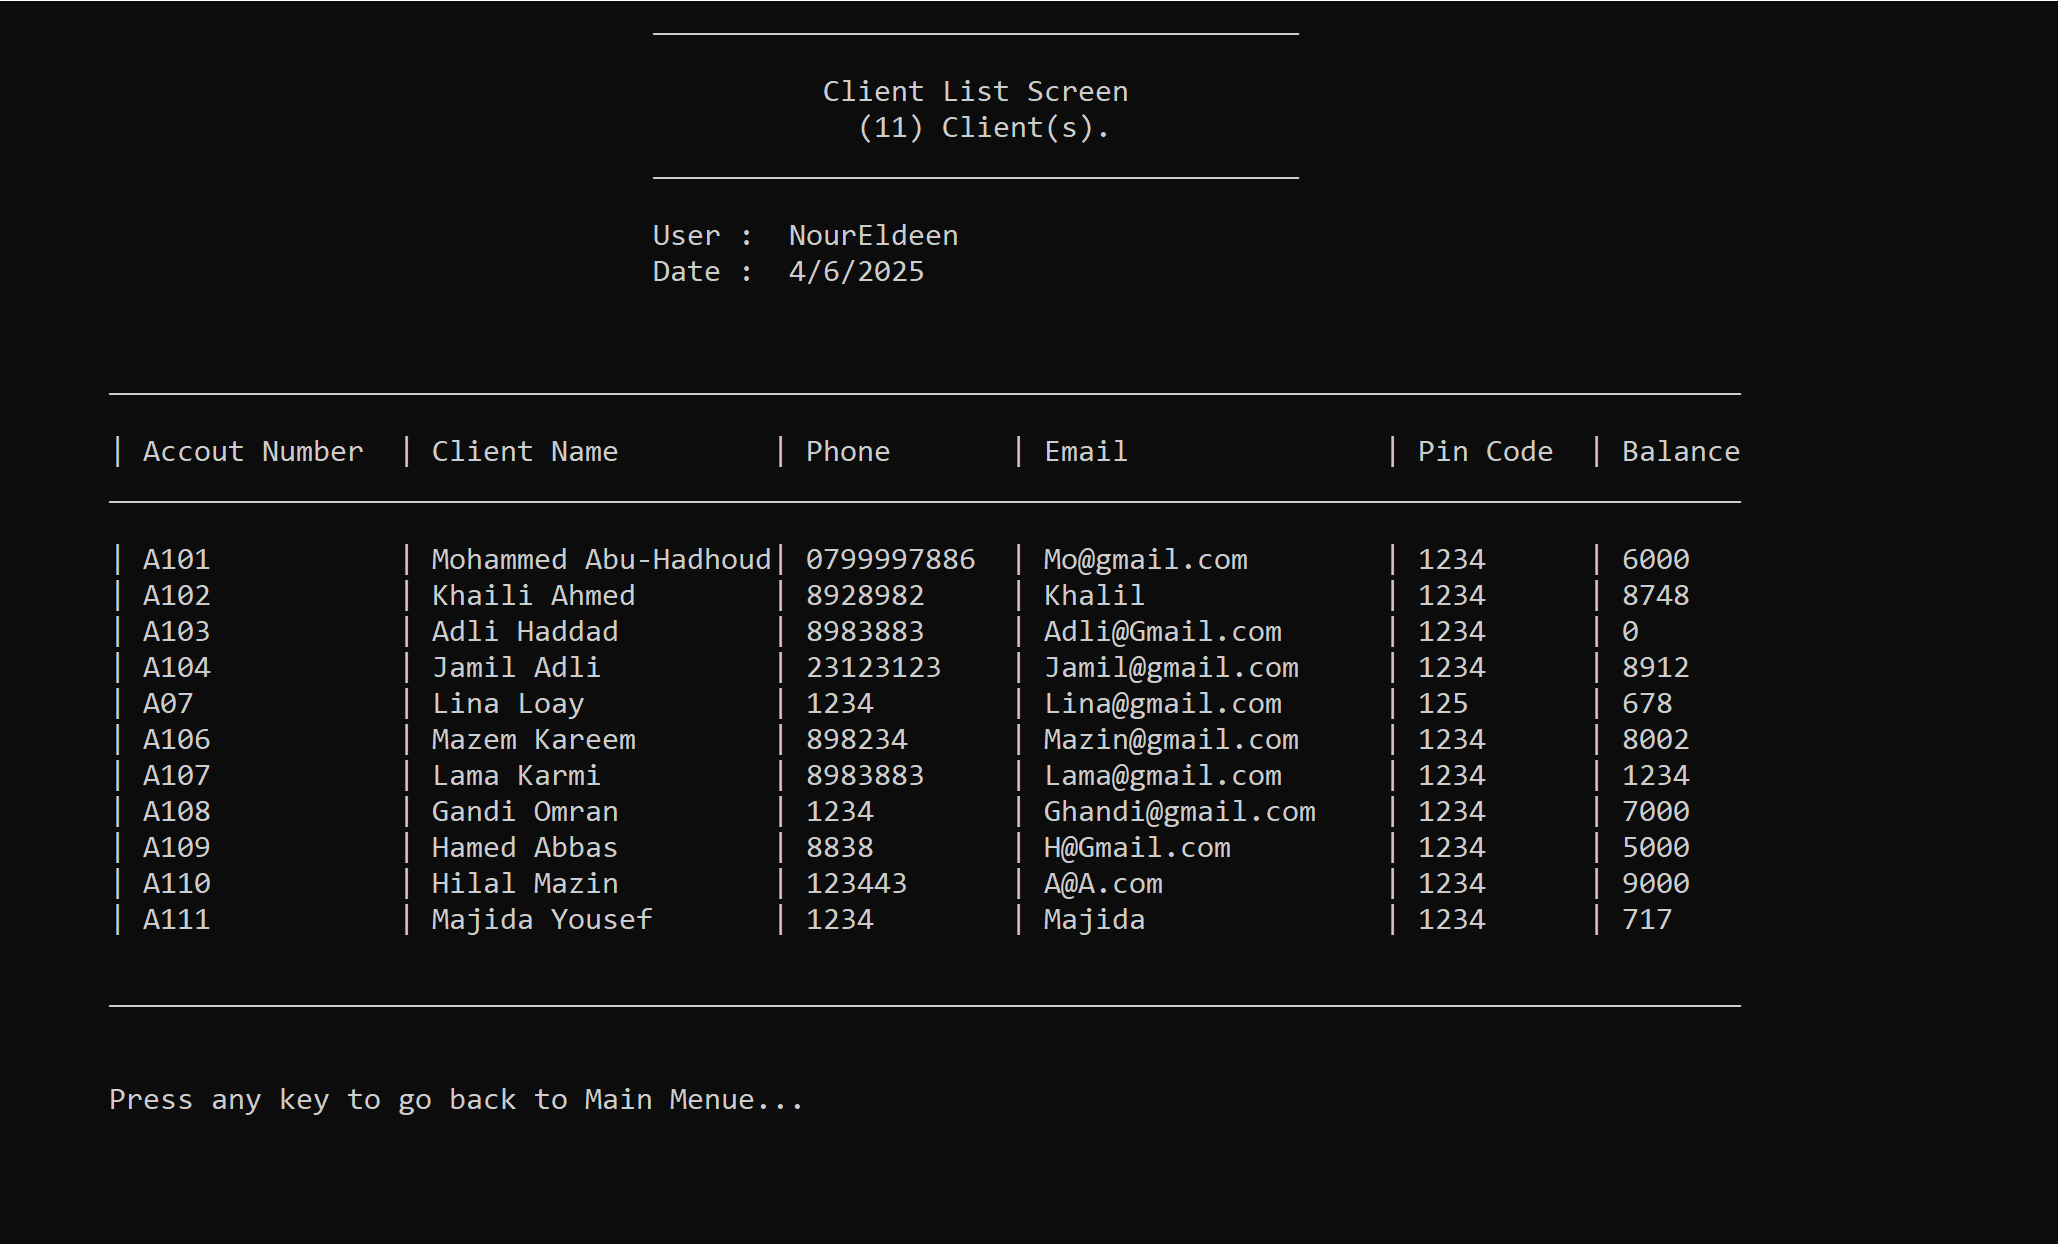 Client List Screen
(11) Client(s).
User :  NourEldeen
Date :  4/6/2025
| Accout Number | Client Name | Phone | Email | Pin Code | Balance
| A101 | Mohammed Abu-Hadhoud| 0799997886 | Mo@gmail.com | 1234 | 6000
| A102 | Khaili Ahmed | 8928982 | Khalil | 1234 | 8748
| A103 | Adli Haddad | 8983883 | Adli@Gmail.com | 1234 | 0
| A104 | Jamil Adli | 23123123 | Jamil@gmail.com | 1234 | 8912
| A07 | Lina Loay | 1234 | Lina@gmail.com | 125 | 678
| A106 | Mazem Kareem | 898234 | Mazin@gmail.com | 1234 | 8002
| A107 | Lama Karmi | 8983883 | Lama@gmail.com | 1234 | 1234
| A108 | Gandi Omran | 1234 | Ghandi@gmail.com | 1234 | 7000
| A109 | Hamed Abbas | 8838 | H@Gmail.com | 1234 | 5000
| A110 | Hilal Mazin | 123443 | A@A.com | 1234 | 9000
| A111 | Majida Yousef | 1234 | Majida | 1234 | 717
Press any key to go back to Main Menue...